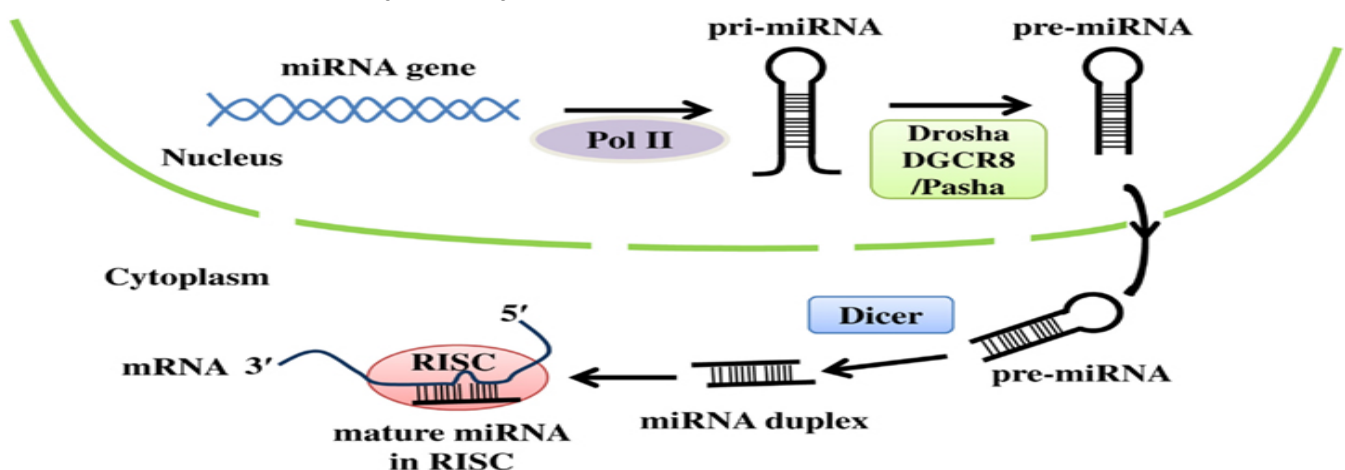 pri-miRNA
pre-miRNA
miRNA gene
Pol II
Drosha
DGCR8
/Pasha
Nucleus
Cytoplasm
Dicer
5′
RISC
mRNA 3′
pre-miRNA
miRNA duplex
mature miRNA
in RISC